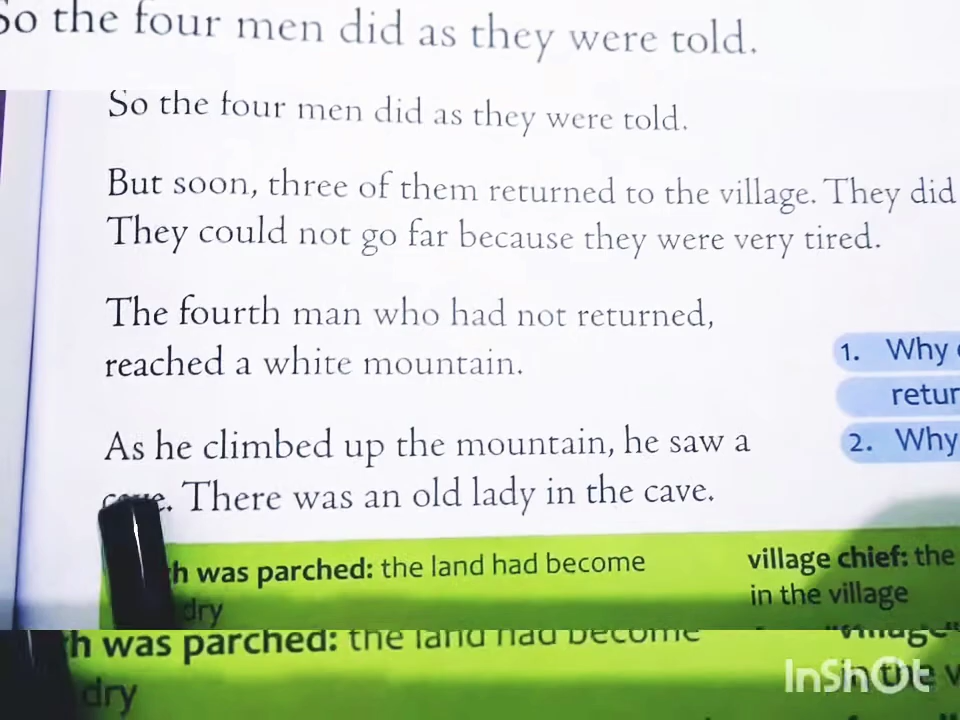 So the four men did as they were told.
So the four men did as they were told.
But soon, three of them returned to the village. They did
They could not go far because they were very tired.
The fourth man who had not returned,
reached a white mountain.
1. Why
retur
2. Why
As he climbed up the mountain, he saw a
cave. There was an old lady in the cave.
h was parched: the land had become
dry
village chief: the
in the village
h was parched: the land had become
dry
"village"
in the v
InShOt